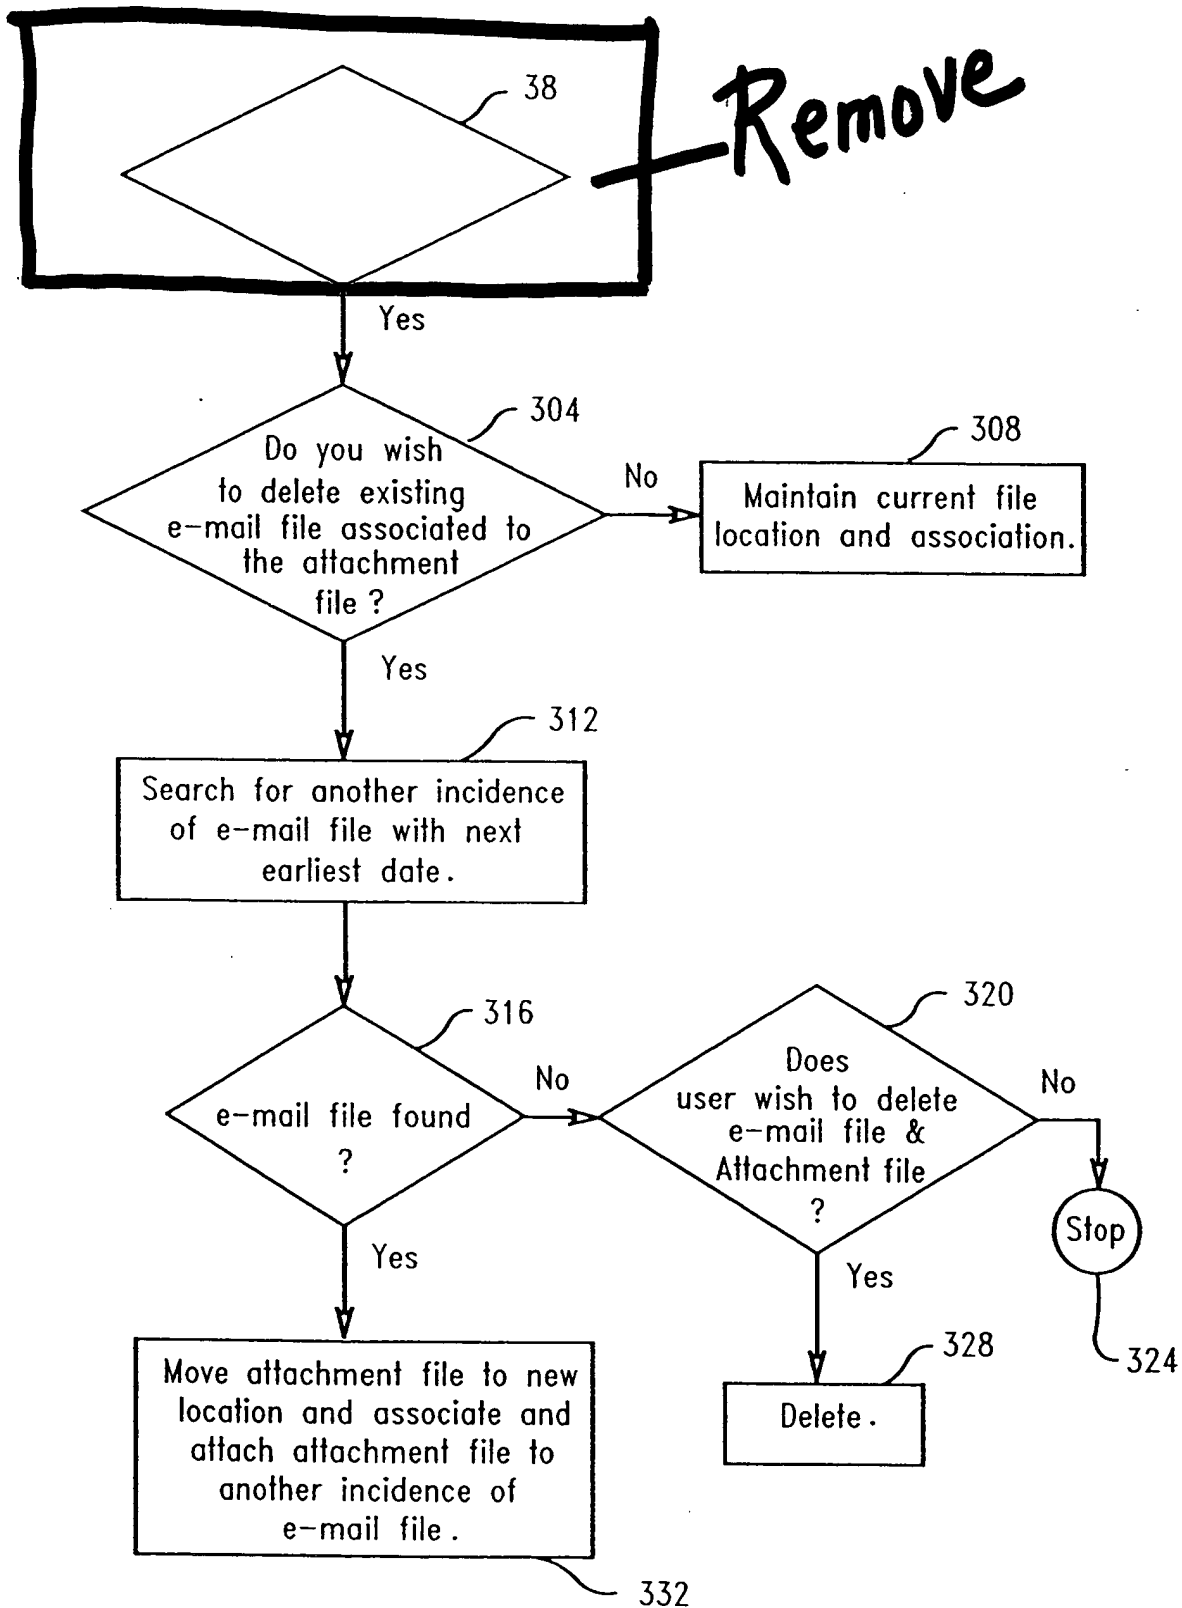 38
Remove
Yes
304
Do you wish
to delete existing
e-mail file associated to
the attachment
file ?
No
308
Maintain current file
location and association.
Yes
312
Search for another incidence
of e-mail file with next
earliest date.
316
e-mail file found
?
No
320
Does
user wish to delete
e-mail file &
Attachment file
?
No
Stop
324
Yes
328
Delete.
Yes
Move attachment file to new
location and associate and
attach attachment file to
another incidence of
e-mail file.
332